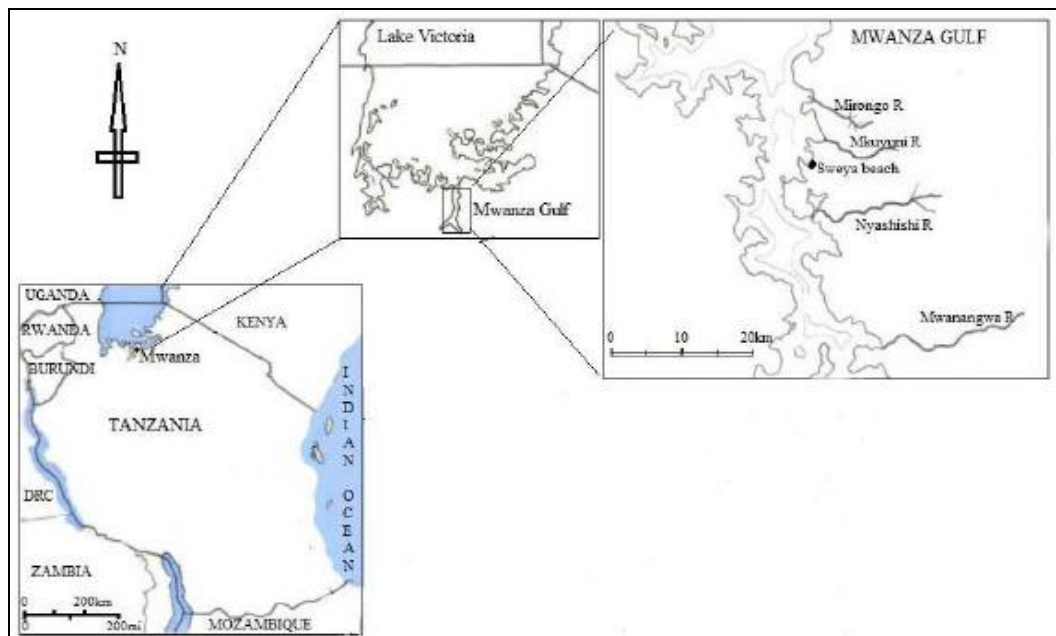 N
Lake Victoria
Mwanza Gulf
MWANZA GULF
Mirongo R
Mkuyuni R
Sweya beach
Nyashishi R
Mwanangwa R
0 10 20km
UGANDA
RWANDA
BURUNDI
KENYA
Mwanza
TANZANIA
INDIAN OCEAN
DRC
ZAMBIA
0 200km
200mi
MOZAMBIQUE